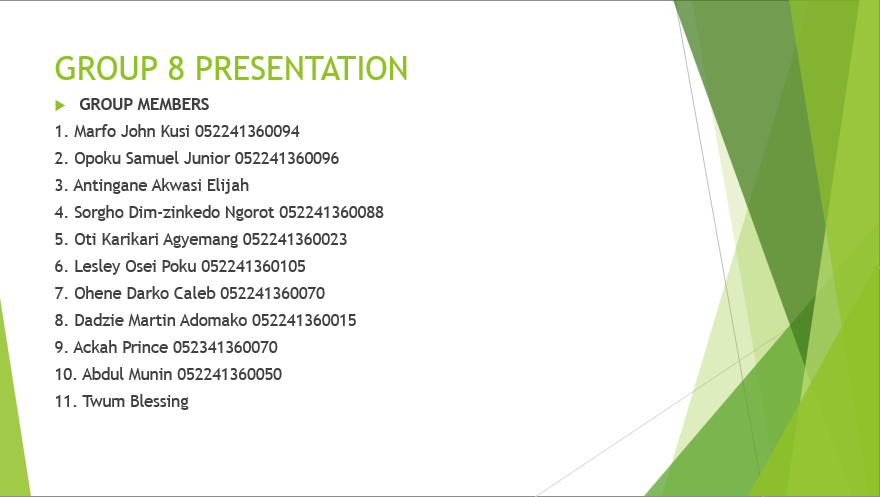 GROUP 8 PRESENTATION
GROUP MEMBERS
1. Marfo John Kusi 052241360094
2. Opoku Samuel Junior 052241360096
3. Antingane Akwasi Elijah
4. Sorgho Dim-zinkedo Ngorot 052241360088
5. Oti Karikari Agyemang 052241360023
6. Lesley Osei Poku 052241360105
7. Ohene Darko Caleb 052241360070
8. Dadzie Martin Adomako 052241360015
9. Ackah Prince 052341360070
10. Abdul Munin 052241360050
11. Twum Blessing